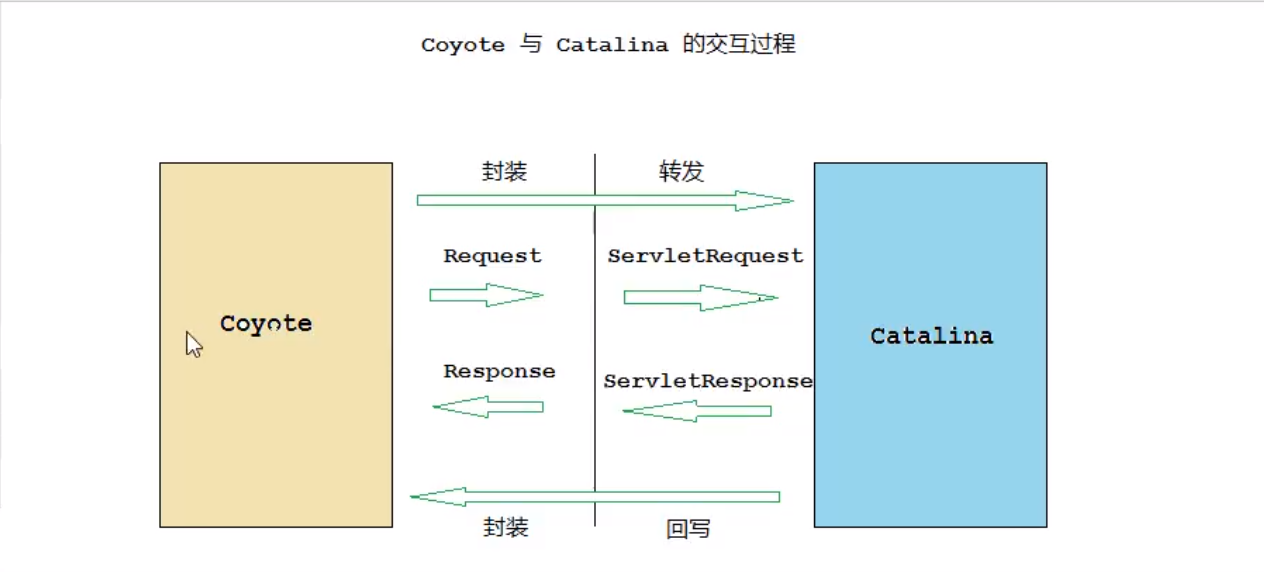 Coyote 与 Catalina 的交互过程
封装 转发
Request ServletRequest
Coyote
Catalina
Response ServletResponse
封装 回写